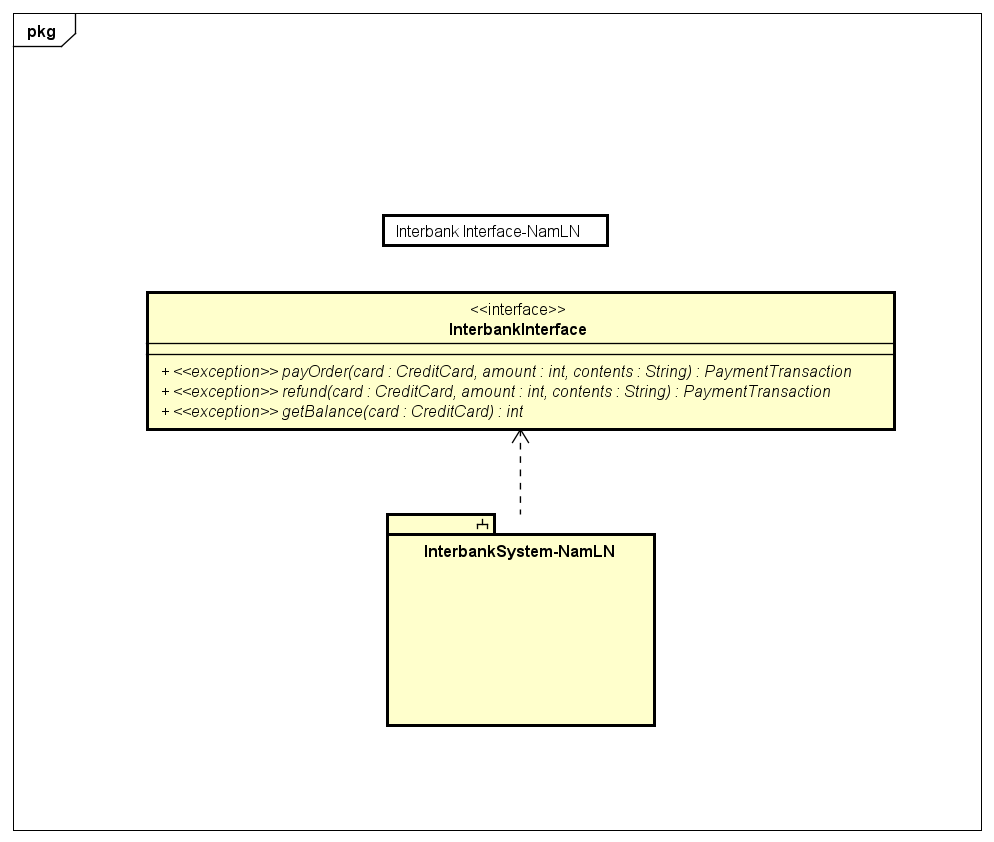 pkg
Interbank Interface-NamLN
<<interface>>
InterbankInterface
+ <<exception>> payOrder(card : CreditCard, amount : int, contents : String) : PaymentTransaction
+ <<exception>> refund(card : CreditCard, amount : int, contents : String) : PaymentTransaction
+ <<exception>> getBalance(card : CreditCard) : int
InterbankSystem-NamLN